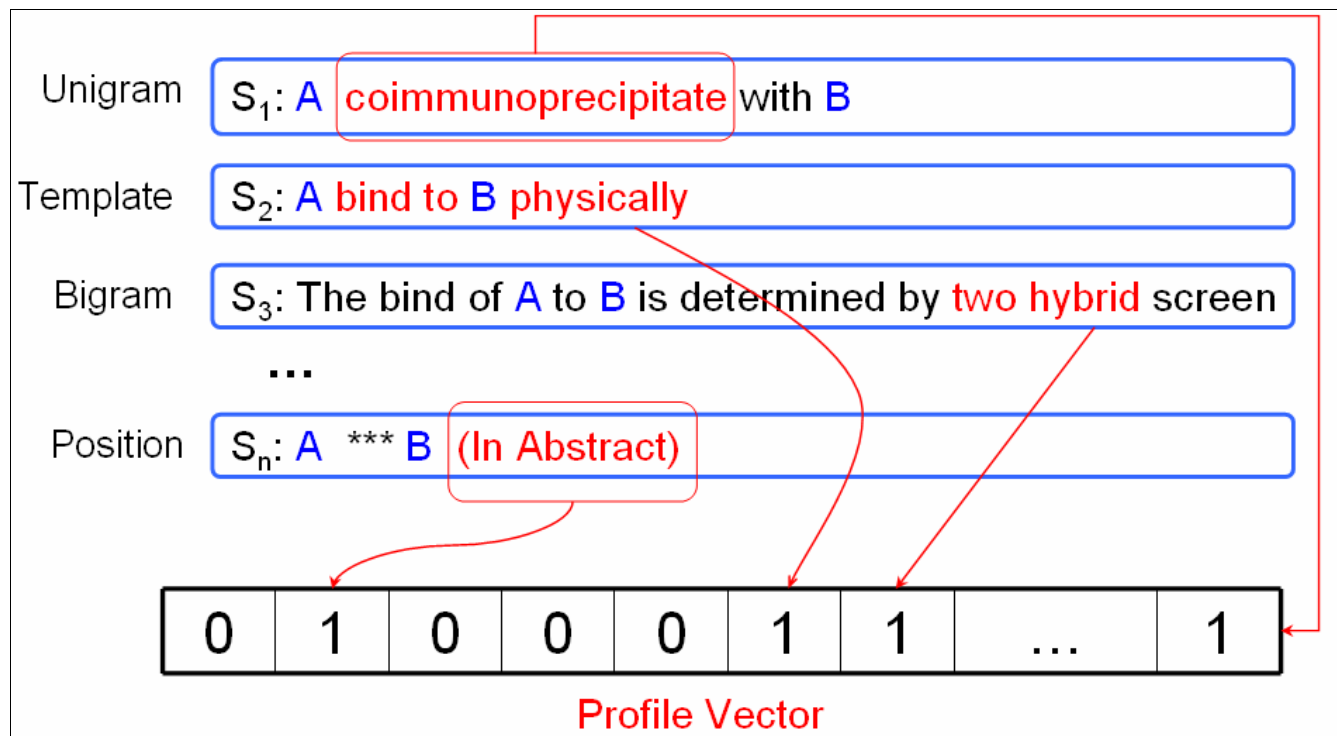 Unigram S₁: A coimmunoprecipitate with B
Template S₂: A bind to B physically
Bigram S₃: The bind of A to B is determined by two hybrid screen
...
Position Sₙ: A *** B (In Abstract)
0 1 0 0 0 1 1 ... 1
Profile Vector